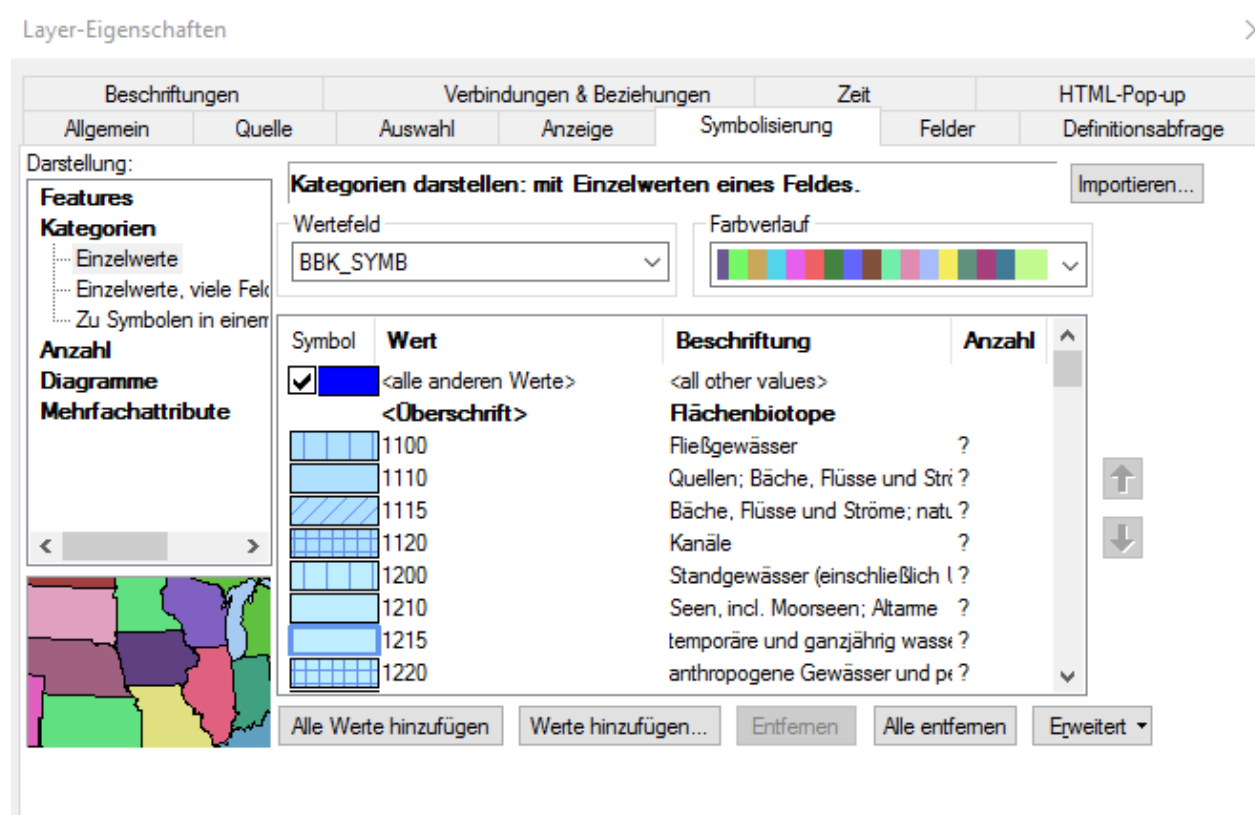 Layer-Eigenschaften
Beschriftungen Verbindungen & Beziehungen Zeit HTML-Pop-up
Allgemein Quelle Auswahl Anzeige Symbolisierung Felder Definitionsabfrage
Darstellung:
Features
Kategorien
Einzelwerte
Einzelwerte, viele Feld
Zu Symbolen in einem
Anzahl
Diagramme
Mehrfachattribute
Kategorien darstellen: mit Einzelwerten eines Feldes.
Importieren...
Wertefeld
BBK_SYMB
Farbverlauf
Symbol Wert Beschriftung Anzahl
<alle anderen Werte> <all other values>
<Überschrift> Flächenbiotope
1100 Fließgewässer ?
1110 Quellen; Bäche, Flüsse und Strö ?
1115 Bäche, Flüsse und Ströme; natu ?
1120 Kanäle ?
1200 Standgewässer (einschließlich U ?
1210 Seen, incl. Moorseen; Altarme ?
1215 temporäre und ganzjährig wasse ?
1220 anthropogene Gewässer und pe ?
Alle Werte hinzufügen Werte hinzufügen... Entfernen Alle entfernen Erweitert